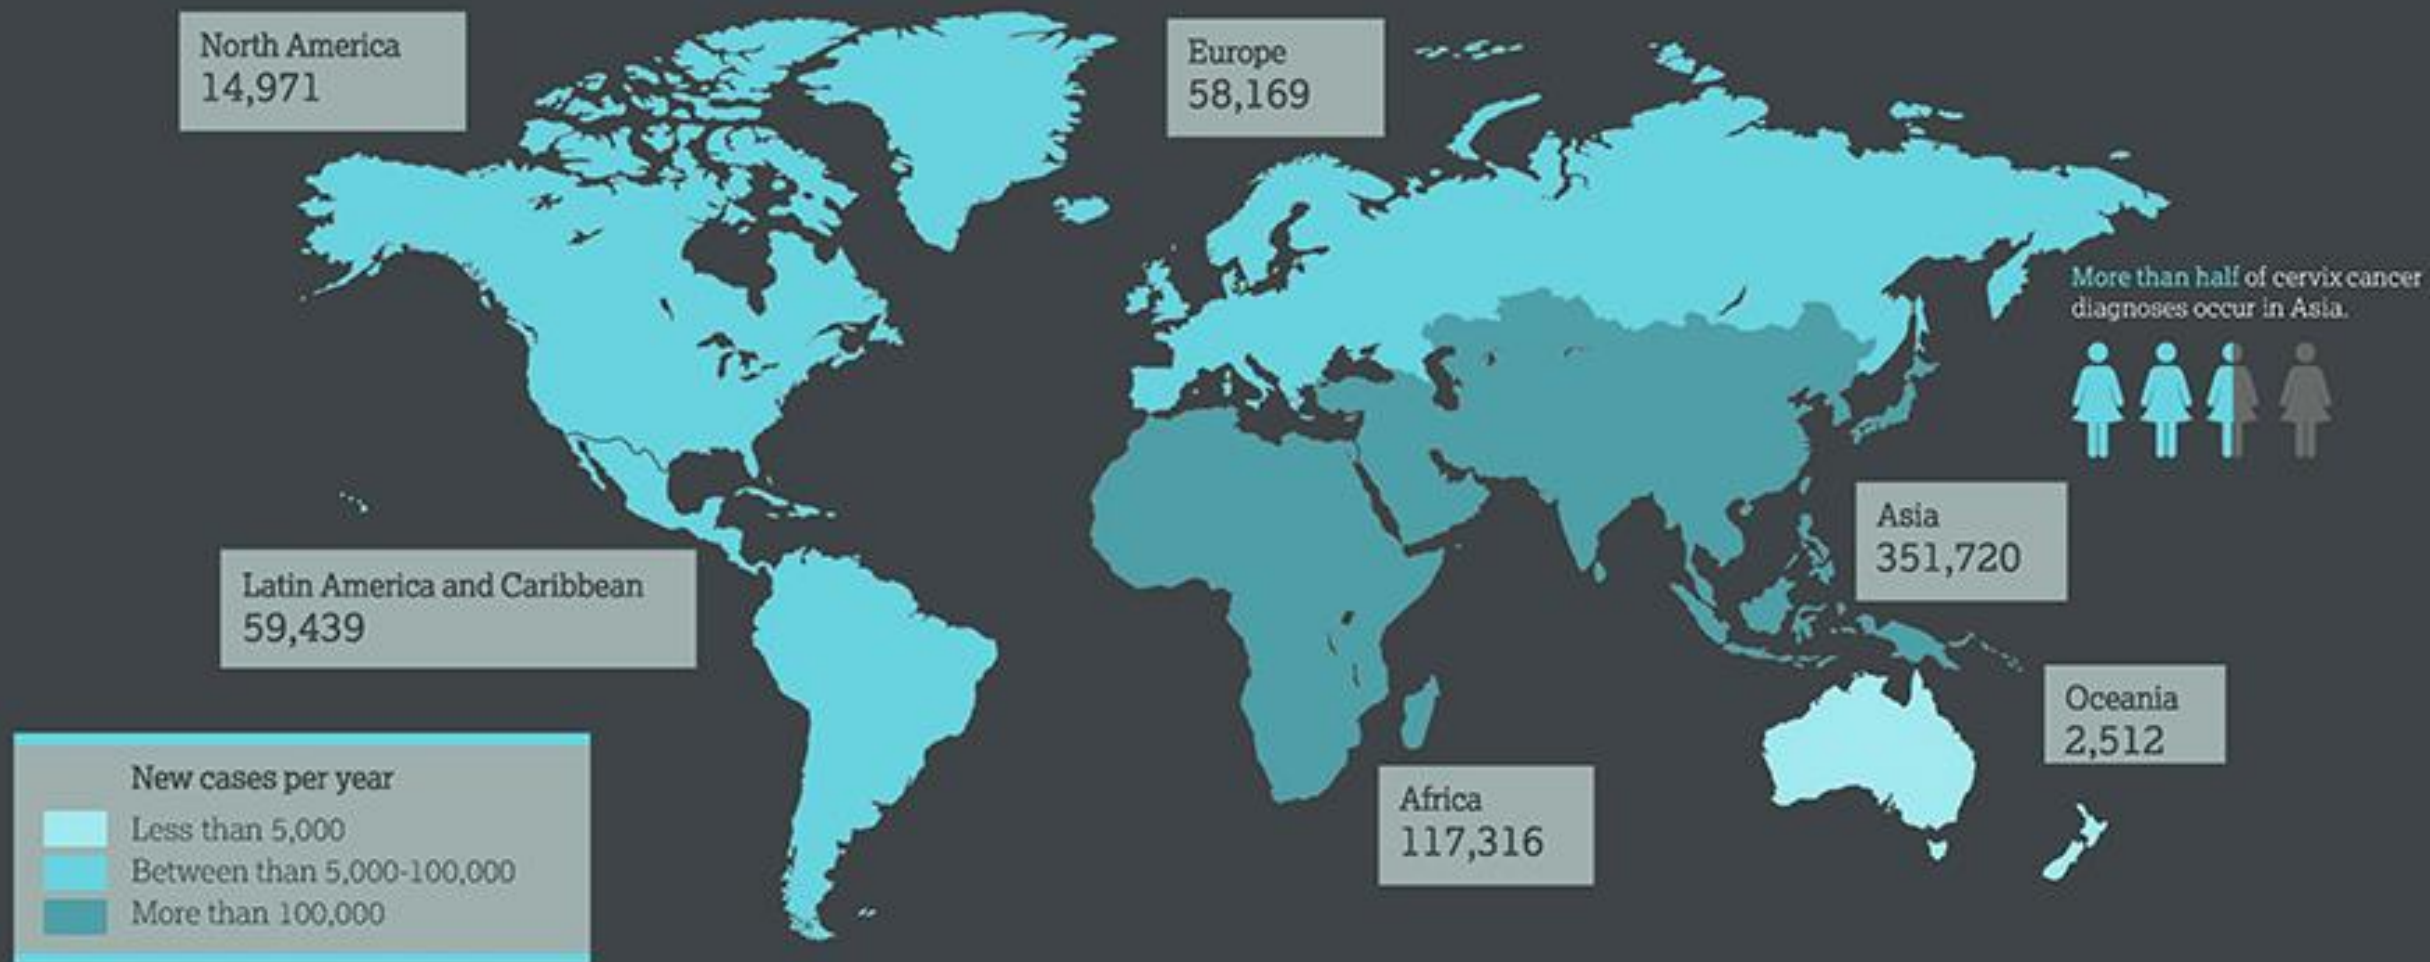 North America
14,971
Europe
58,169
More than half of cervix cancer
diagnoses occur in Asia.
Asia
351,720
Latin America and Caribbean
59,439
Oceania
2,512
New cases per year
Less than 5,000
Between than 5,000-100,000
More than 100,000
Africa
117,316